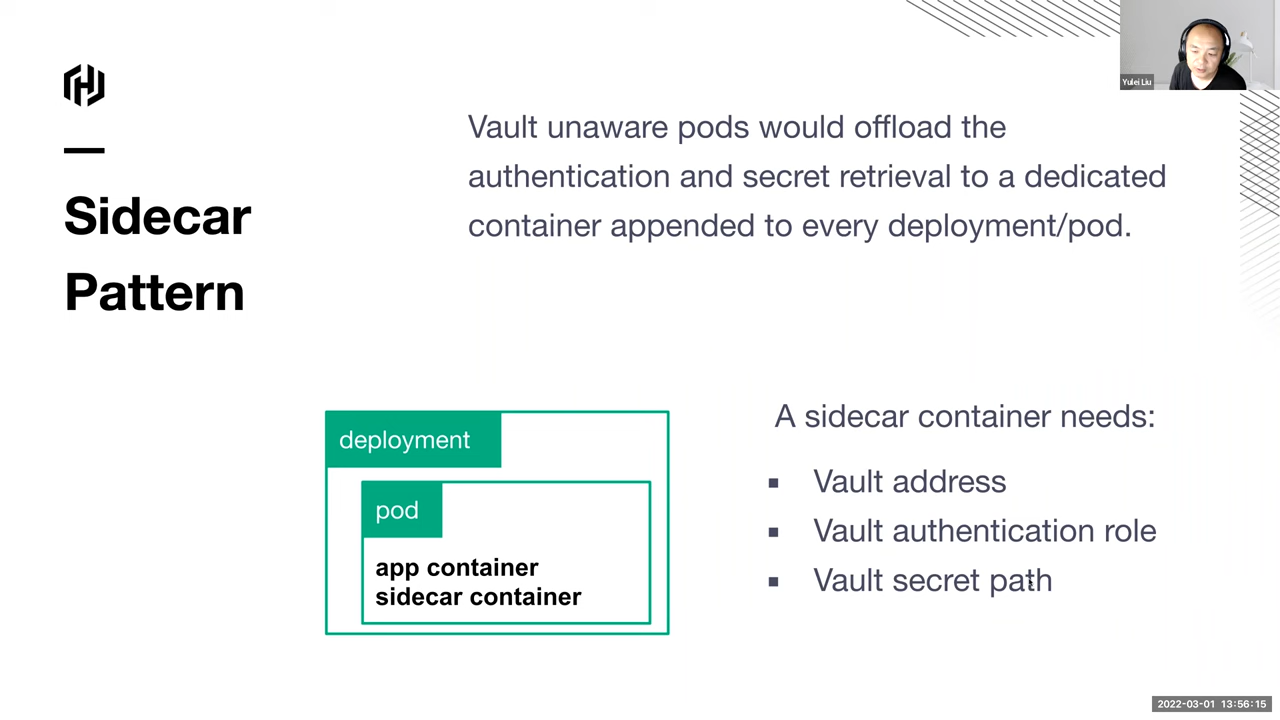 Yulei Liu
Sidecar
Pattern
Vault unaware pods would offload the
authentication and secret retrieval to a dedicated
container appended to every deployment/pod.
deployment
pod
app container
sidecar container
A sidecar container needs:
▪ Vault address
▪ Vault authentication role
▪ Vault secret path
2022-03-01 13:56:15